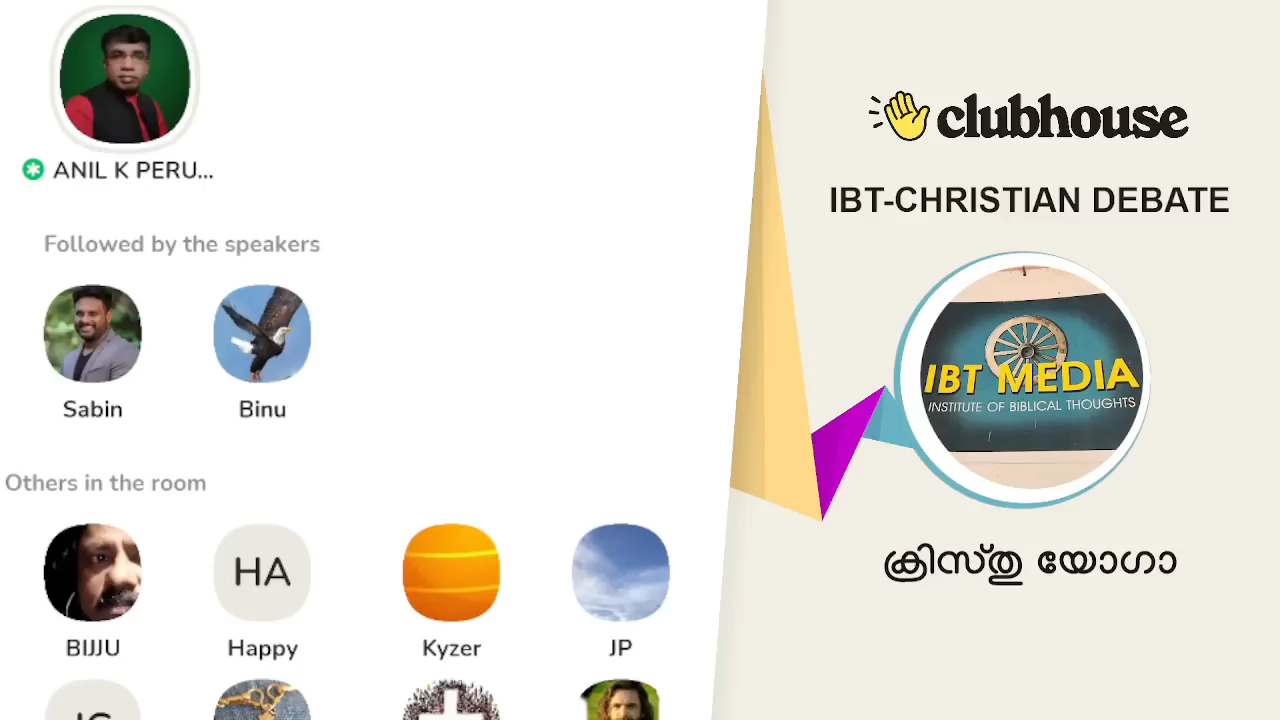 ANIL K PERU...
Followed by the speakers
Sabin
Binu
Others in the room
HA
BIJJU
Happy
Kyzer
JP
clubhouse
IBT-CHRISTIAN DEBATE
IBT MEDIA
INSTITUTE OF BIBLICAL THOUGHTS
ക്രിസ്തു യോഗാ